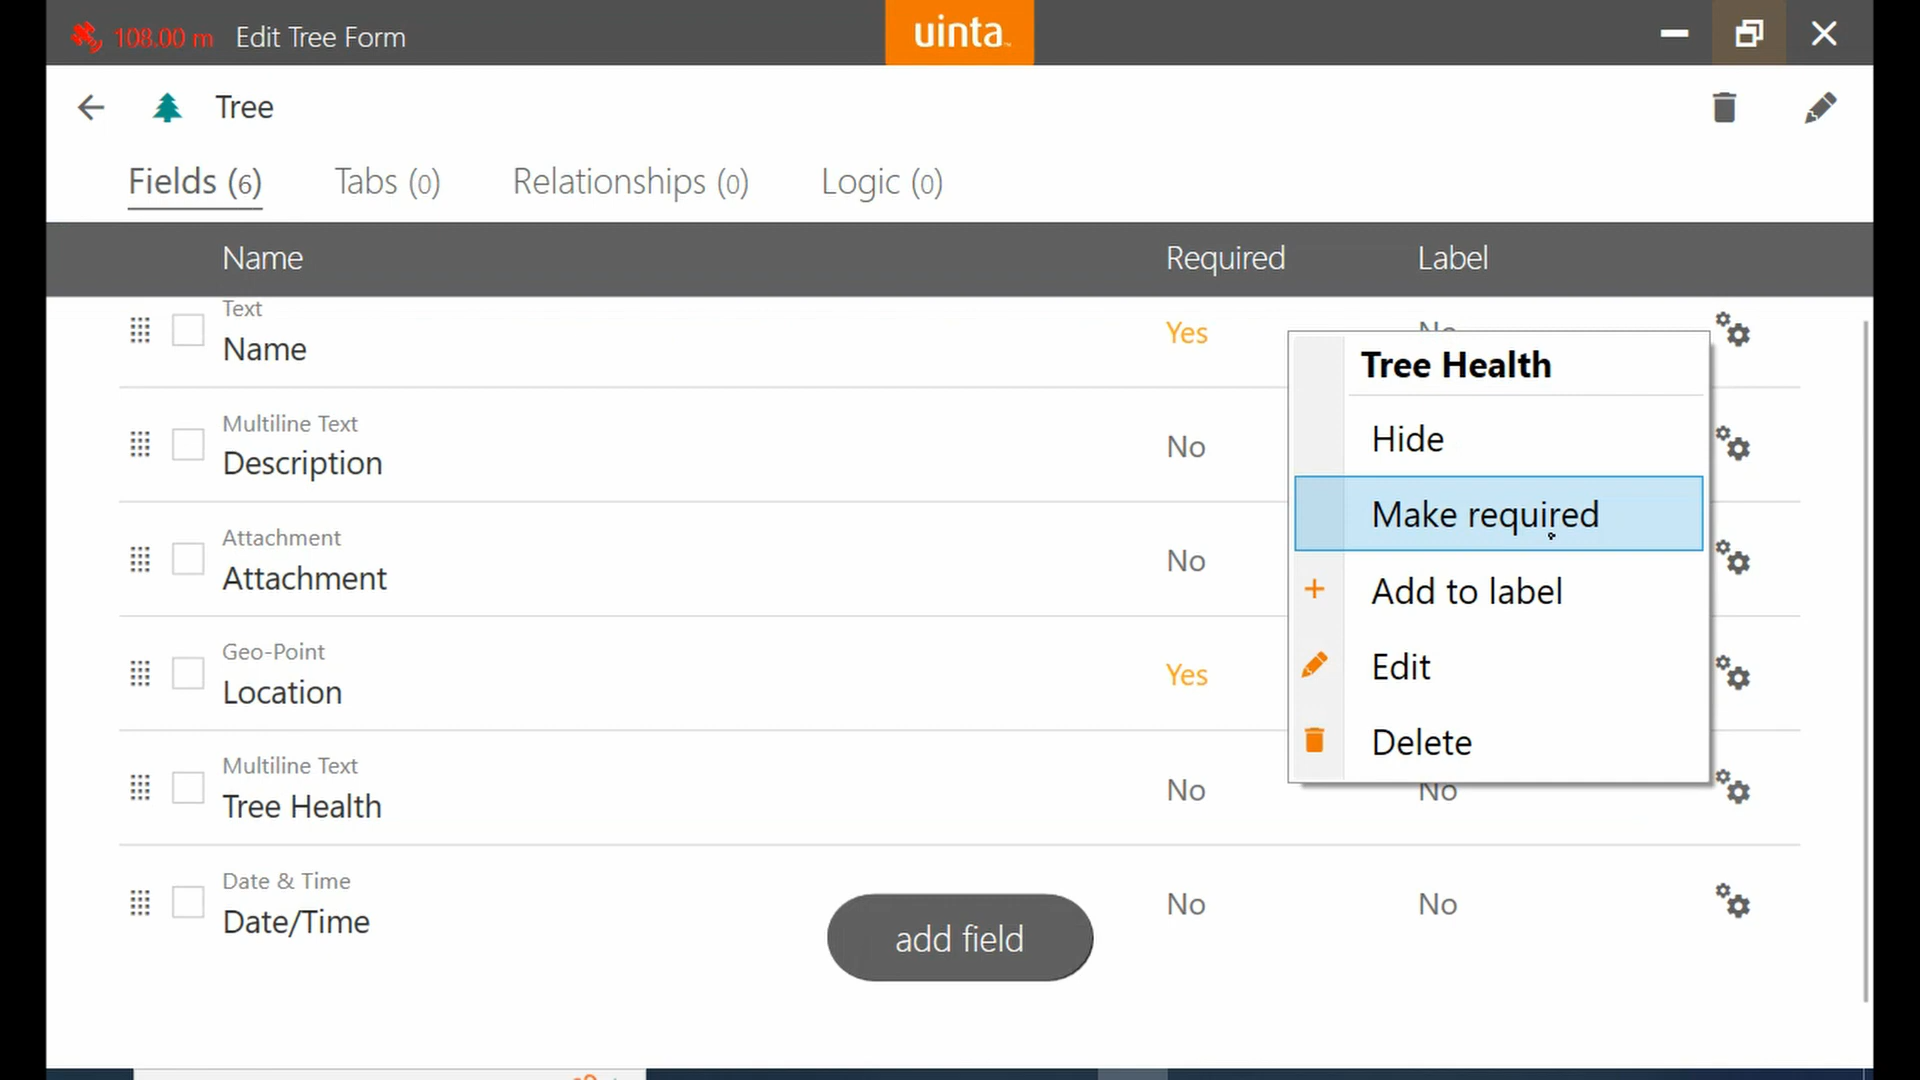 108.00 m Edit Tree Form
uinta
Tree
Fields (6) Tabs (0) Relationships (0) Logic (0)
Name Required Label
Text
Name
Yes No
Multiline Text
Description
No
Attachment
Attachment
No
Geo-Point
Location
Yes
Multiline Text
Tree Health
No No
Date & Time
Date/Time
No No
Tree Health
Hide
Make required
Add to label
Edit
Delete
add field